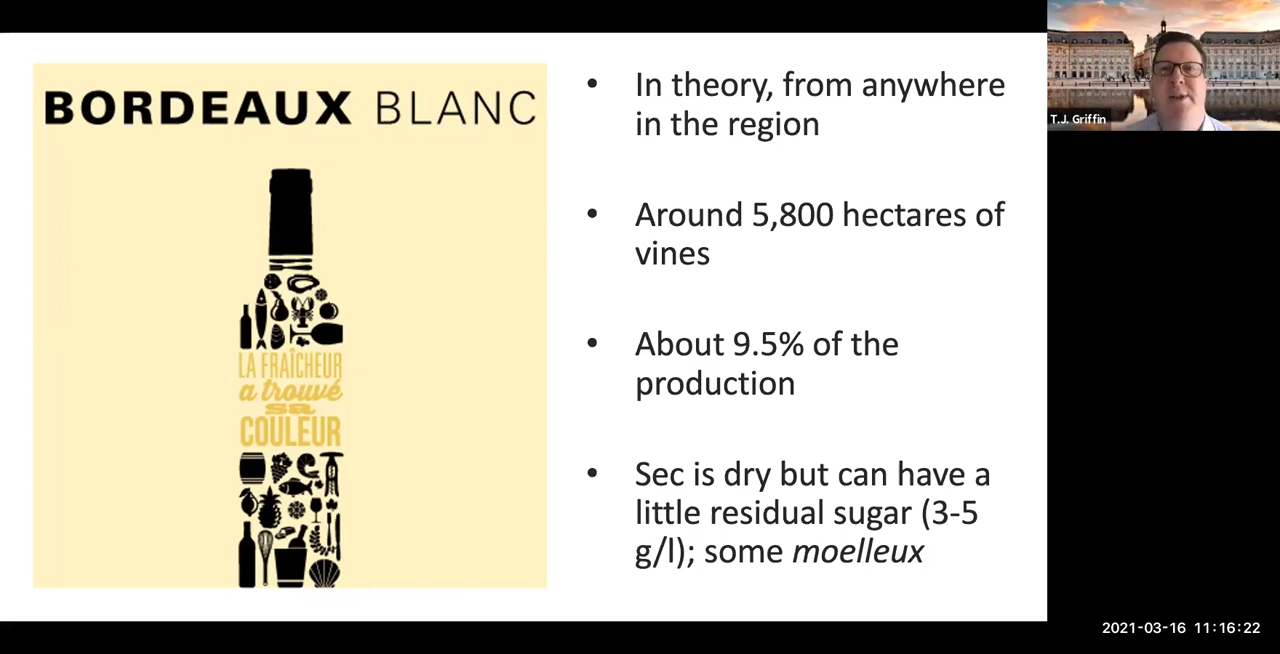 BORDEAUX BLANC
LA FRAÎCHEUR
a trouvé
sa
COULEUR
• In theory, from anywhere
in the region
• Around 5,800 hectares of
vines
• About 9.5% of the
production
• Sec is dry but can have a
little residual sugar (3-5
g/l); some moelleux
T.J. Griffin
2021-03-16 11:16:22